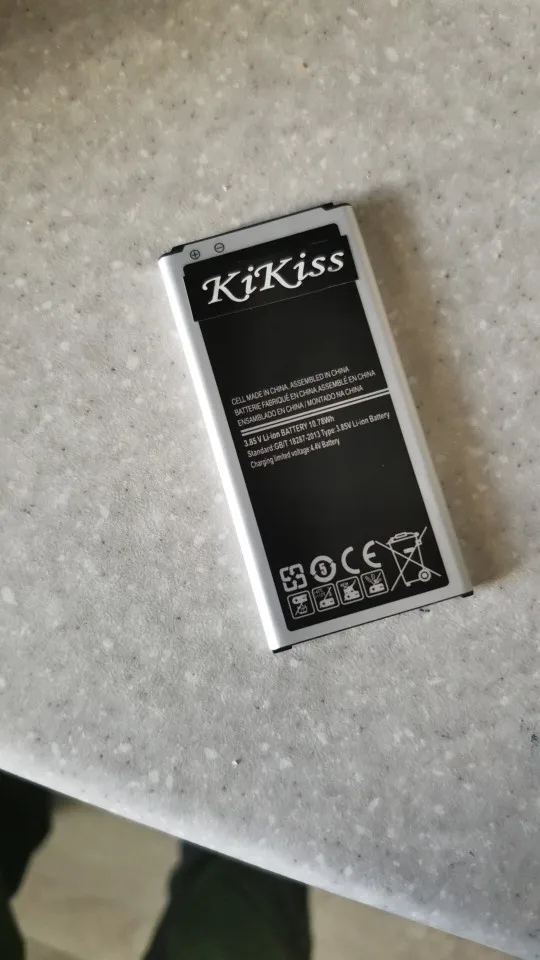 KiKiss
CELL MADE IN CHINA, ASSEMBLED IN CHINA
BATTERIE FABRIQUÉ EN CHINA ASSEMBLÉ EN CHINA
ENSAMBLADO EN CHINA / MONTADO NA CHINA
3.85 V Li-ion BATTERY 10.78Wh
Standard:GB/T 18287-2013 Type:3.85V Li-ion Battery
Charging limited voltage:4.4V Battery
5 CE